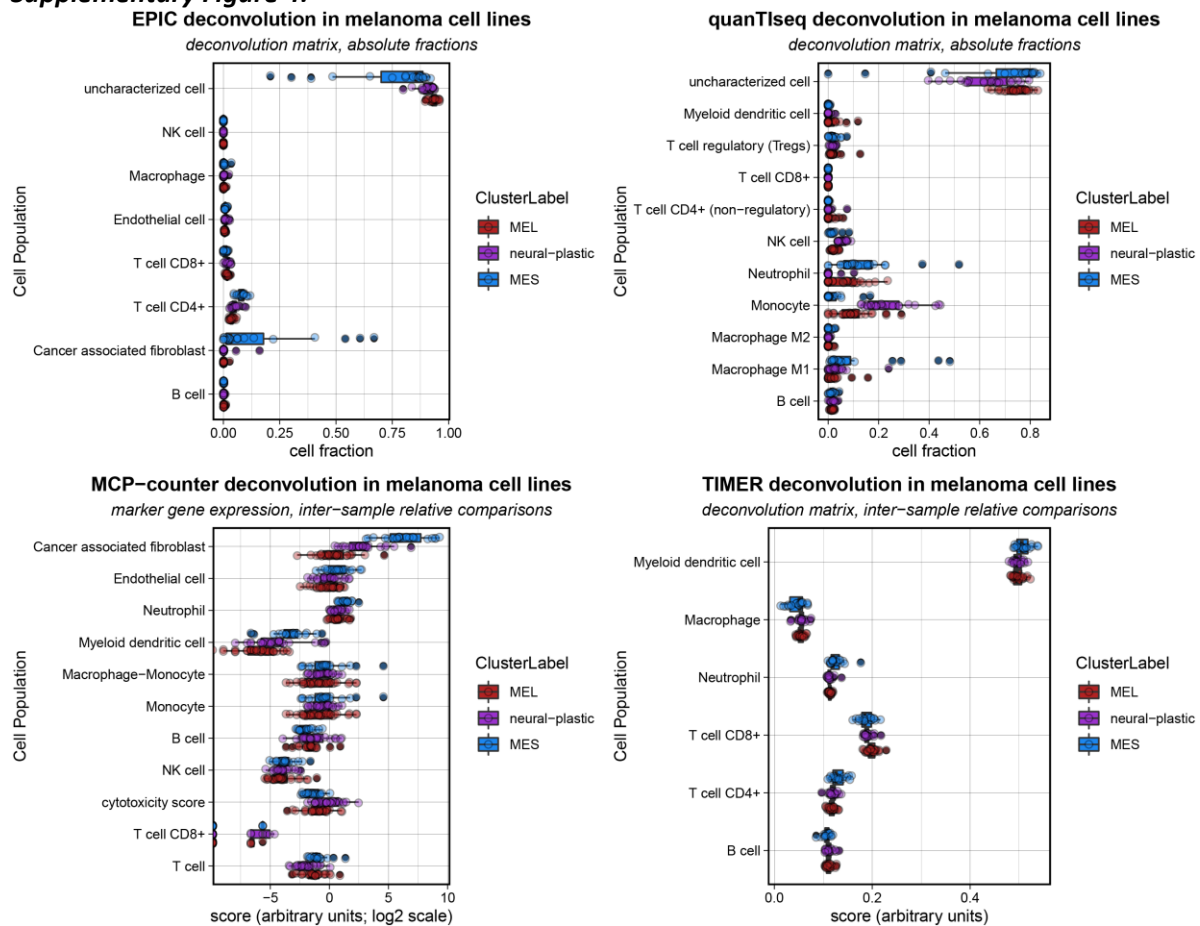 Supplementary Figure 4.
EPIC deconvolution in melanoma cell lines
deconvolution matrix, absolute fractions
Cell Population
uncharacterized cell
NK cell
Macrophage
Endothelial cell
T cell CD8+
T cell CD4+
Cancer associated fibroblast
B cell
0.00 0.25 0.50 0.75 1.00
cell fraction
ClusterLabel
MEL
neural-plastic
MES
quanTIseq deconvolution in melanoma cell lines
deconvolution matrix, absolute fractions
Cell Population
uncharacterized cell
Myeloid dendritic cell
T cell regulatory (Tregs)
T cell CD8+
T cell CD4+ (non-regulatory)
NK cell
Neutrophil
Monocyte
Macrophage M2
Macrophage M1
B cell
0.0 0.2 0.4 0.6 0.8
cell fraction
ClusterLabel
MEL
neural-plastic
MES
MCP-counter deconvolution in melanoma cell lines
marker gene expression, inter-sample relative comparisons
Cell Population
Cancer associated fibroblast
Endothelial cell
Neutrophil
Myeloid dendritic cell
Macrophage-Monocyte
Monocyte
B cell
NK cell
cytotoxicity score
T cell CD8+
T cell
-5 0 5 10
score (arbitrary units; log2 scale)
ClusterLabel
MEL
neural-plastic
MES
TIMER deconvolution in melanoma cell lines
deconvolution matrix, inter-sample relative comparisons
Cell Population
Myeloid dendritic cell
Macrophage
Neutrophil
T cell CD8+
T cell CD4+
B cell
0.0 0.2 0.4
score (arbitrary units)
ClusterLabel
MEL
neural-plastic
MES